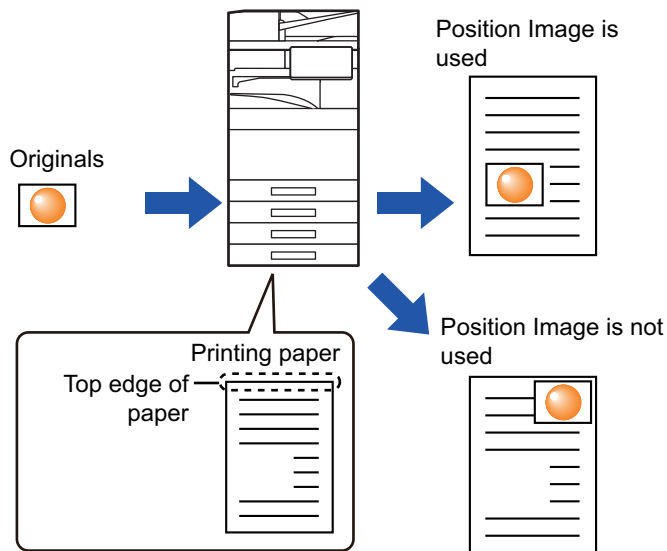 Position Image is
used
Originals
Position Image is not
used
Printing paper
Top edge of
paper